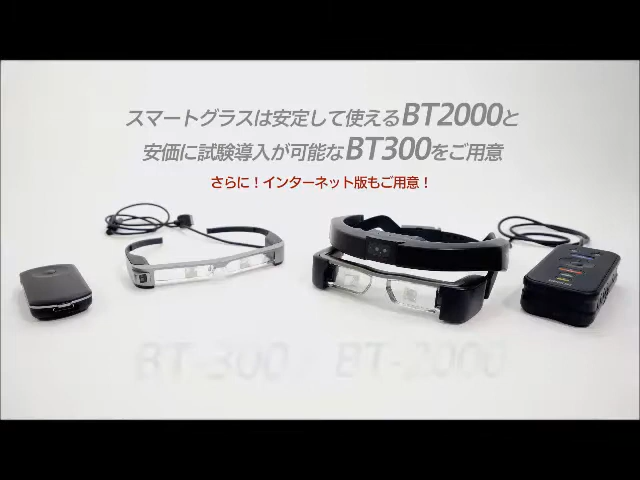 スマートグラスは安定して使えるBT2000と
安価に試験導入が可能なBT300をご用意
さらに！インターネット版もご用意！
BT-300 / BT-2000